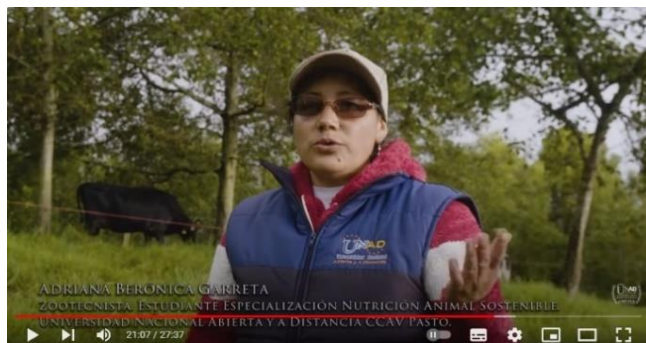 UNAD
ADRIANA BERONICA GARRETA
ZOOTECNISTA. ESTUDIANTE ESPECIALIZACIÓN NUTRICIÓN ANIMAL SOSTENIBLE.
UNIVERSIDAD NACIONAL ABIERTA Y A DISTANCIA CCAV PASTO.
UNAD
21:07 / 27:37